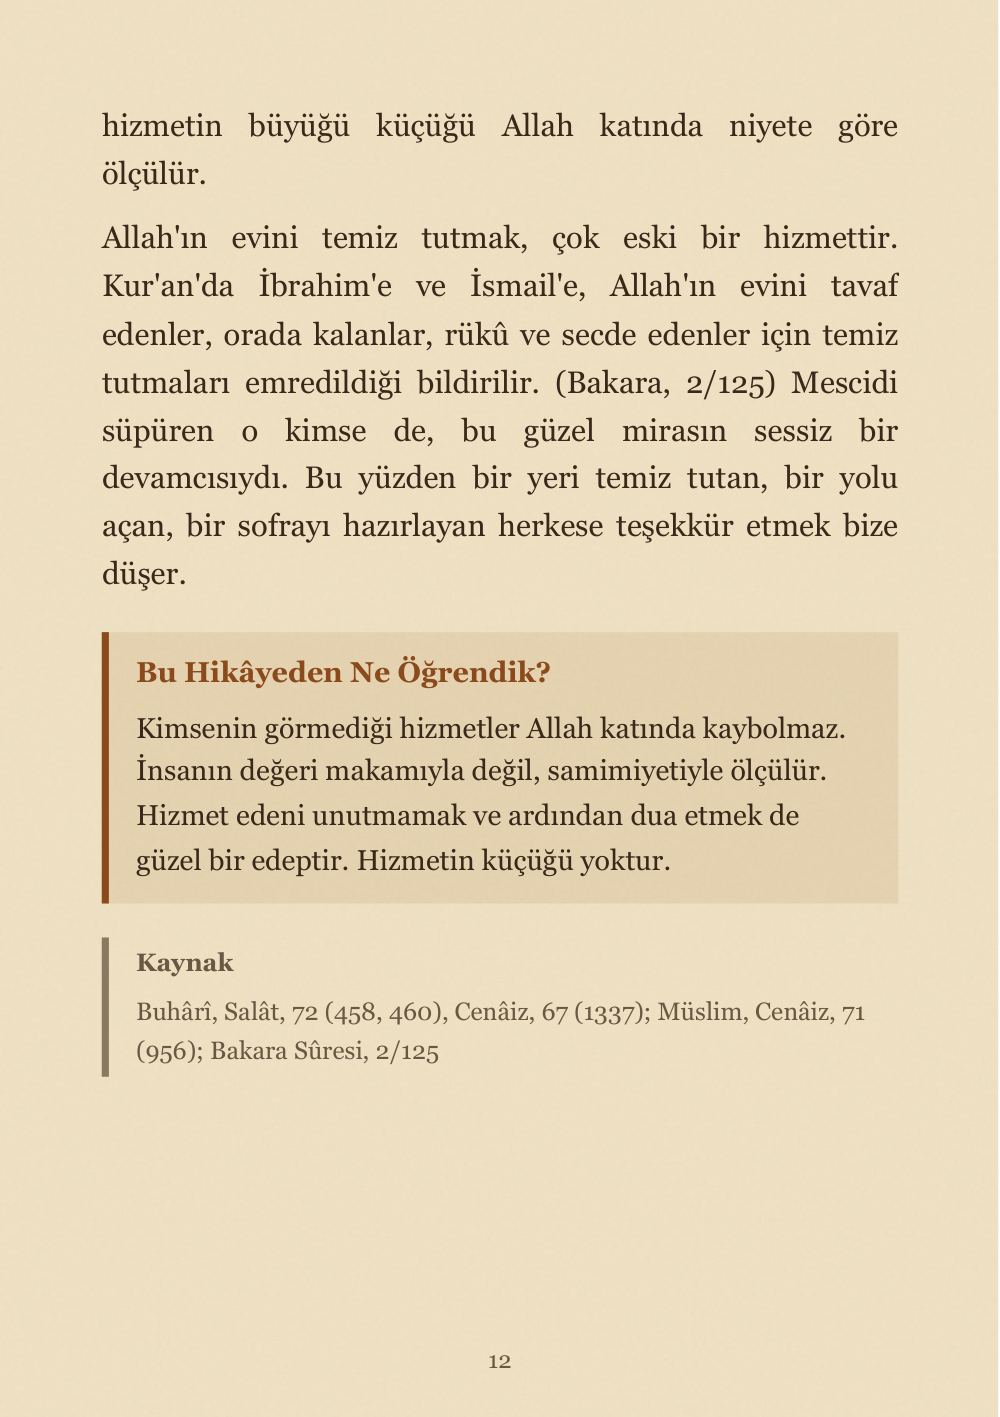 hizmetin büyüğü küçüğü Allah katında niyete göre
ölçülür.
Allah'ın evini temiz tutmak, çok eski bir hizmettir.
Kur'an'da İbrahim'e ve İsmail'e, Allah'ın evini tavaf
edenler, orada kalanlar, rükû ve secde edenler için temiz
tutmaları emredildiği bildirilir. (Bakara, 2/125) Mescidi
süpüren o kimse de, bu güzel mirasın sessiz bir
devamcısıydı. Bu yüzden bir yeri temiz tutan, bir yolu
açan, bir sofrayı hazırlayan herkese teşekkür etmek bize
düşer.
Bu Hikâyeden Ne Öğrendik?
Kimsenin görmediği hizmetler Allah katında kaybolmaz.
İnsanın değeri makamıyla değil, samimiyetiyle ölçülür.
Hizmet edeni unutmamak ve ardından dua etmek de
güzel bir edeptir. Hizmetin küçüğü yoktur.
Kaynak
Buhârî, Salât, 72 (458, 460), Cenâiz, 67 (1337); Müslim, Cenâiz, 71
(956); Bakara Sûresi, 2/125
12